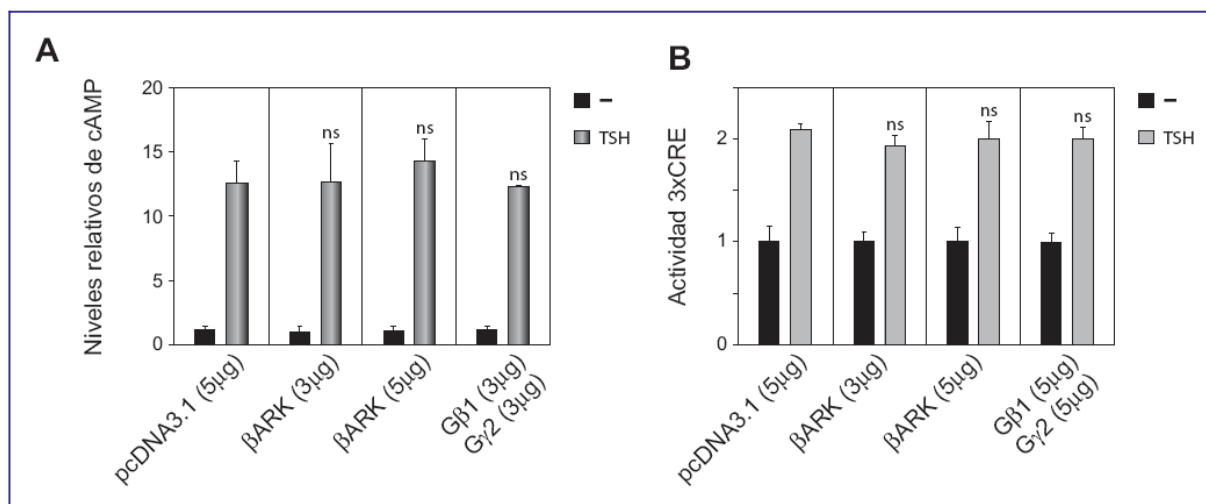 A
Niveles relativos de cAMP
20
15
10
5
0
ns
ns
ns
–
TSH
pcDNA3.1 (5μg)
βARK (3μg)
βARK (5μg)
Gβ1 (3μg)
Gγ2 (3μg)
B
Actividad 3xCRE
2
1
0
ns
ns
ns
–
TSH
pcDNA3.1 (5μg)
βARK (3μg)
βARK (5μg)
Gβ1 (5μg)
Gγ2 (5μg)